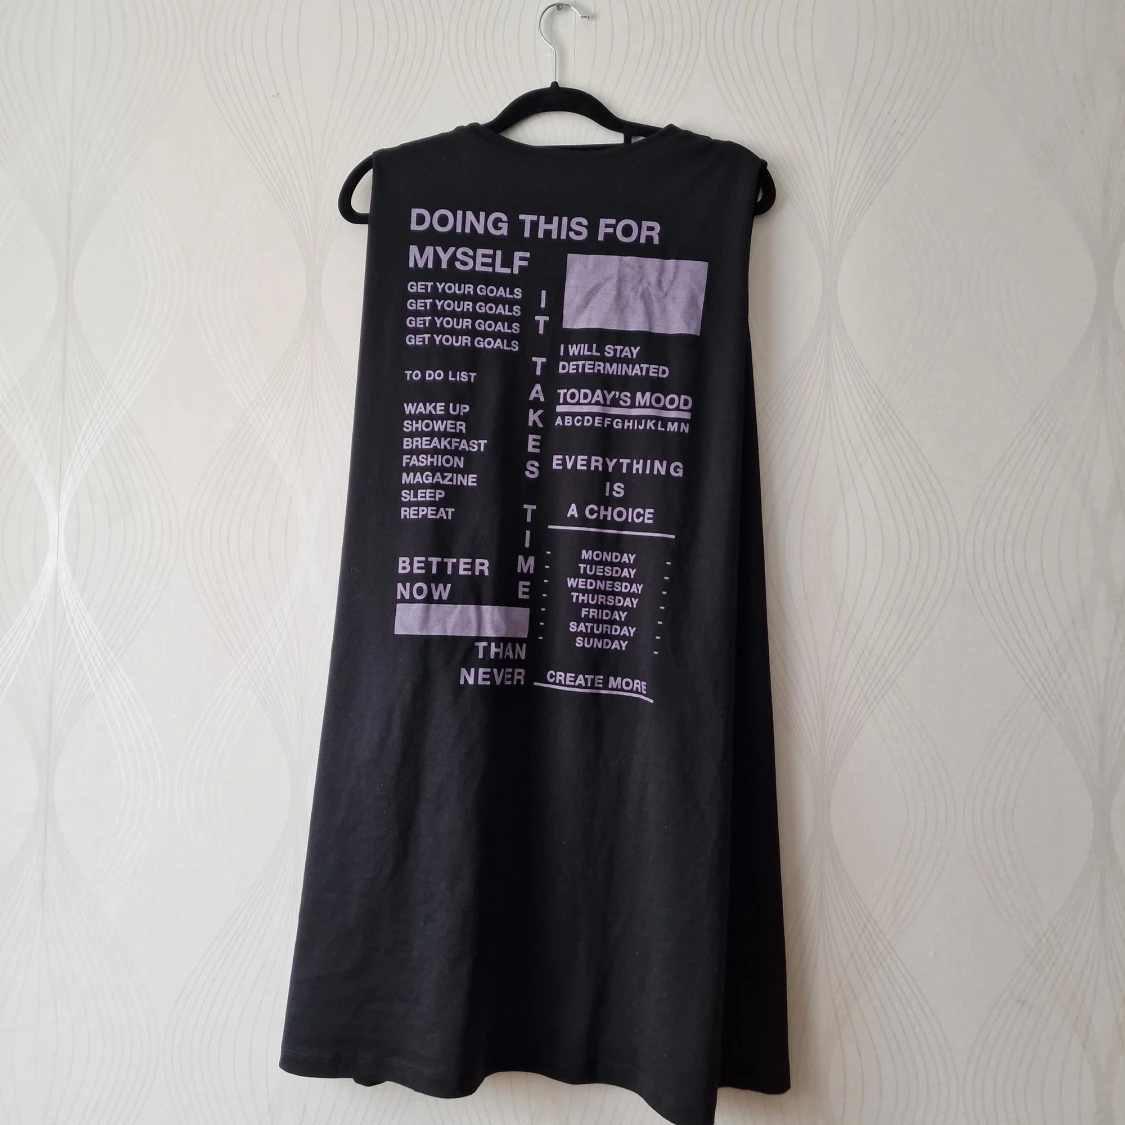 DOING THIS FOR
MYSELF
GET YOUR GOALS
GET YOUR GOALS
GET YOUR GOALS
GET YOUR GOALS
TO DO LIST
WAKE UP
SHOWER
BREAKFAST
FASHION
MAGAZINE
SLEEP
REPEAT
BETTER
NOW
THAN
NEVER
IT TAKES TIME
I WILL STAY
DETERMINATED
TODAY'S MOOD
ABCDEFGHIJKLMN
EVERYTHING
IS
A CHOICE
MONDAY
TUESDAY
WEDNESDAY
THURSDAY
FRIDAY
SATURDAY
SUNDAY
CREATE MORE